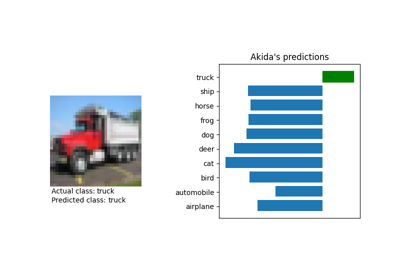 Akida's predictions
truck
ship
horse
frog
dog
deer
cat
bird
automobile
airplane
Actual class: truck
Predicted class: truck